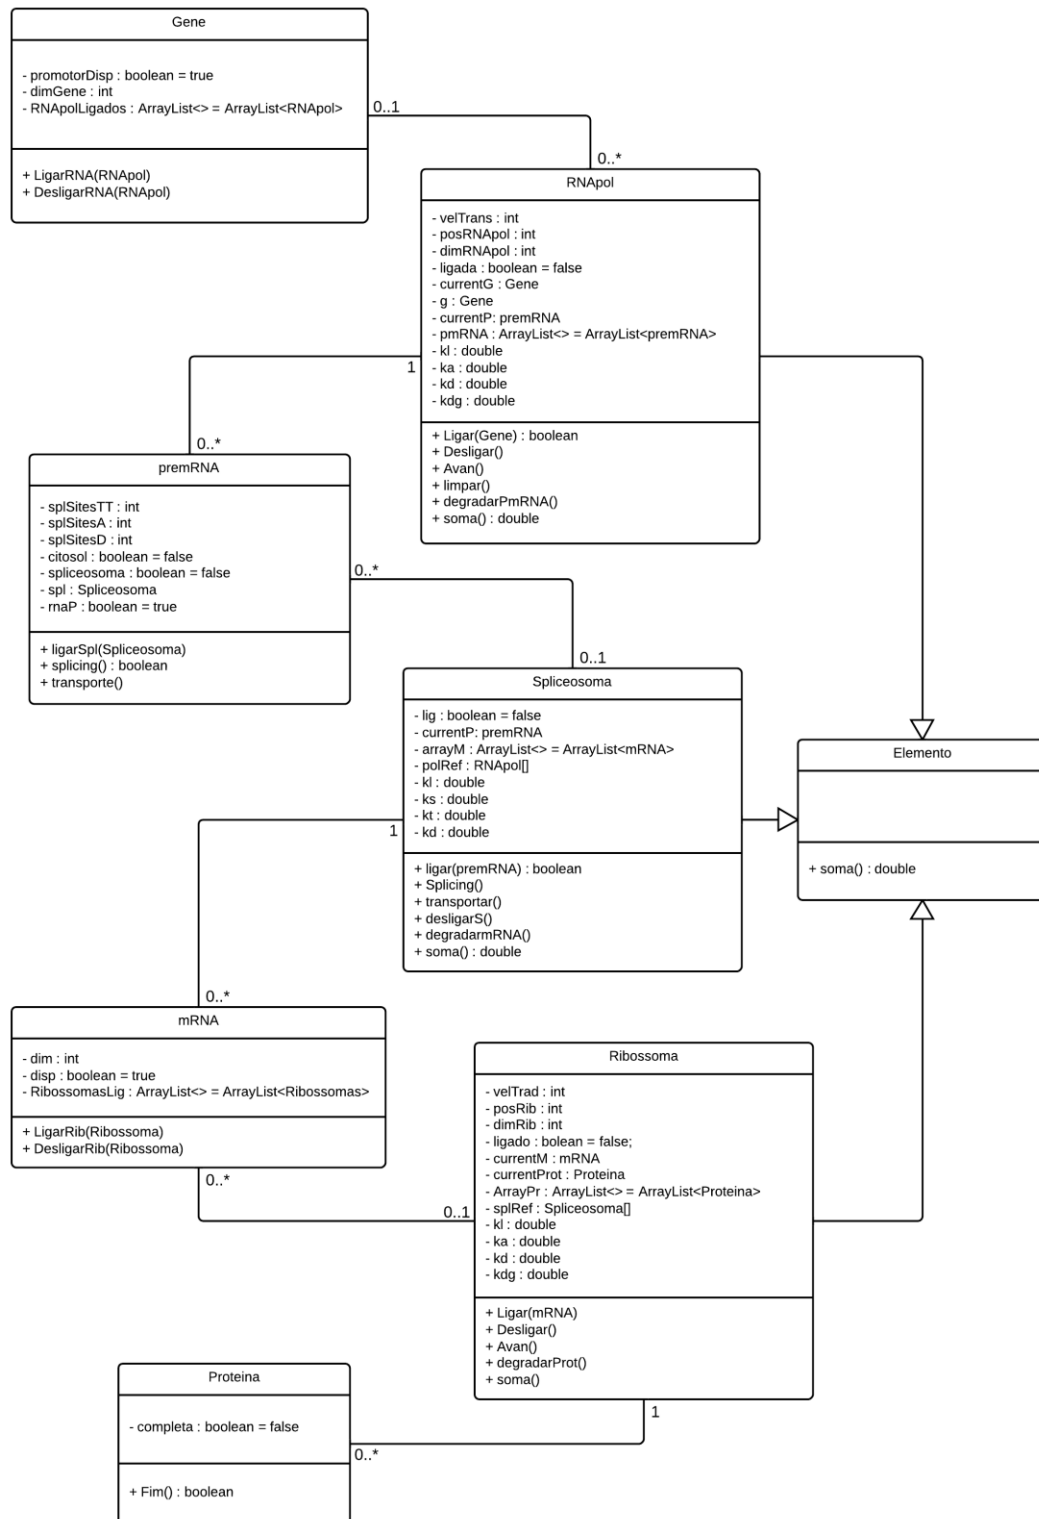 Gene
- promotorDisp : boolean = true
- dimGene : int
- RNApolLigados : ArrayList<> = ArrayList<RNApol>
+ LigarRNA(RNApol)
+ DesligarRNA(RNApol)
0..1
0..*
RNApol
- velTrans : int
- posRNApol : int
- dimRNApol : int
- ligada : boolean = false
- currentG : Gene
- g : Gene
- currentP: premRNA
- pmRNA : ArrayList<> = ArrayList<premRNA>
- kl : double
- ka : double
- kd : double
- kdg : double
+ Ligar(Gene) : boolean
+ Desligar()
+ Avan()
+ limpar()
+ degradarPmRNA()
+ soma() : double
1
0..*
premRNA
- splSitesTT : int
- splSitesA : int
- splSitesD : int
- citosol : boolean = false
- spliceosoma : boolean = false
- spl : Spliceosoma
- rnaP : boolean = true
+ ligarSpl(Spliceosoma)
+ splicing() : boolean
+ transporte()
0..*
0..1
Spliceosoma
- lig : boolean = false
- currentP: premRNA
- arrayM : ArrayList<> = ArrayList<mRNA>
- polRef : RNApol[]
- kl : double
- ks : double
- kt : double
- kd : double
+ ligar(premRNA) : boolean
+ Splicing()
+ transportar()
+ desligarS()
+ degradarmRNA()
+ soma() : double
Elemento
+ soma() : double
1
0..*
mRNA
- dim : int
- disp : boolean = true
- RibossomasLig : ArrayList<> = ArrayList<Ribossomas>
+ LigarRib(Ribossoma)
+ DesligarRib(Ribossoma)
0..*
0..1
Ribossoma
- velTrad : int
- posRib : int
- dimRib : int
- ligado : bolean = false;
- currentM : mRNA
- currentProt : Proteina
- ArrayPr : ArrayList<> = ArrayList<Proteina>
- splRef : Spliceosoma[]
- kl : double
- ka : double
- kd : double
- kdg : double
+ Ligar(mRNA)
+ Desligar()
+ Avan()
+ degradarProt()
+ soma()
1
0..*
Proteina
- completa : boolean = false
+ Fim() : boolean